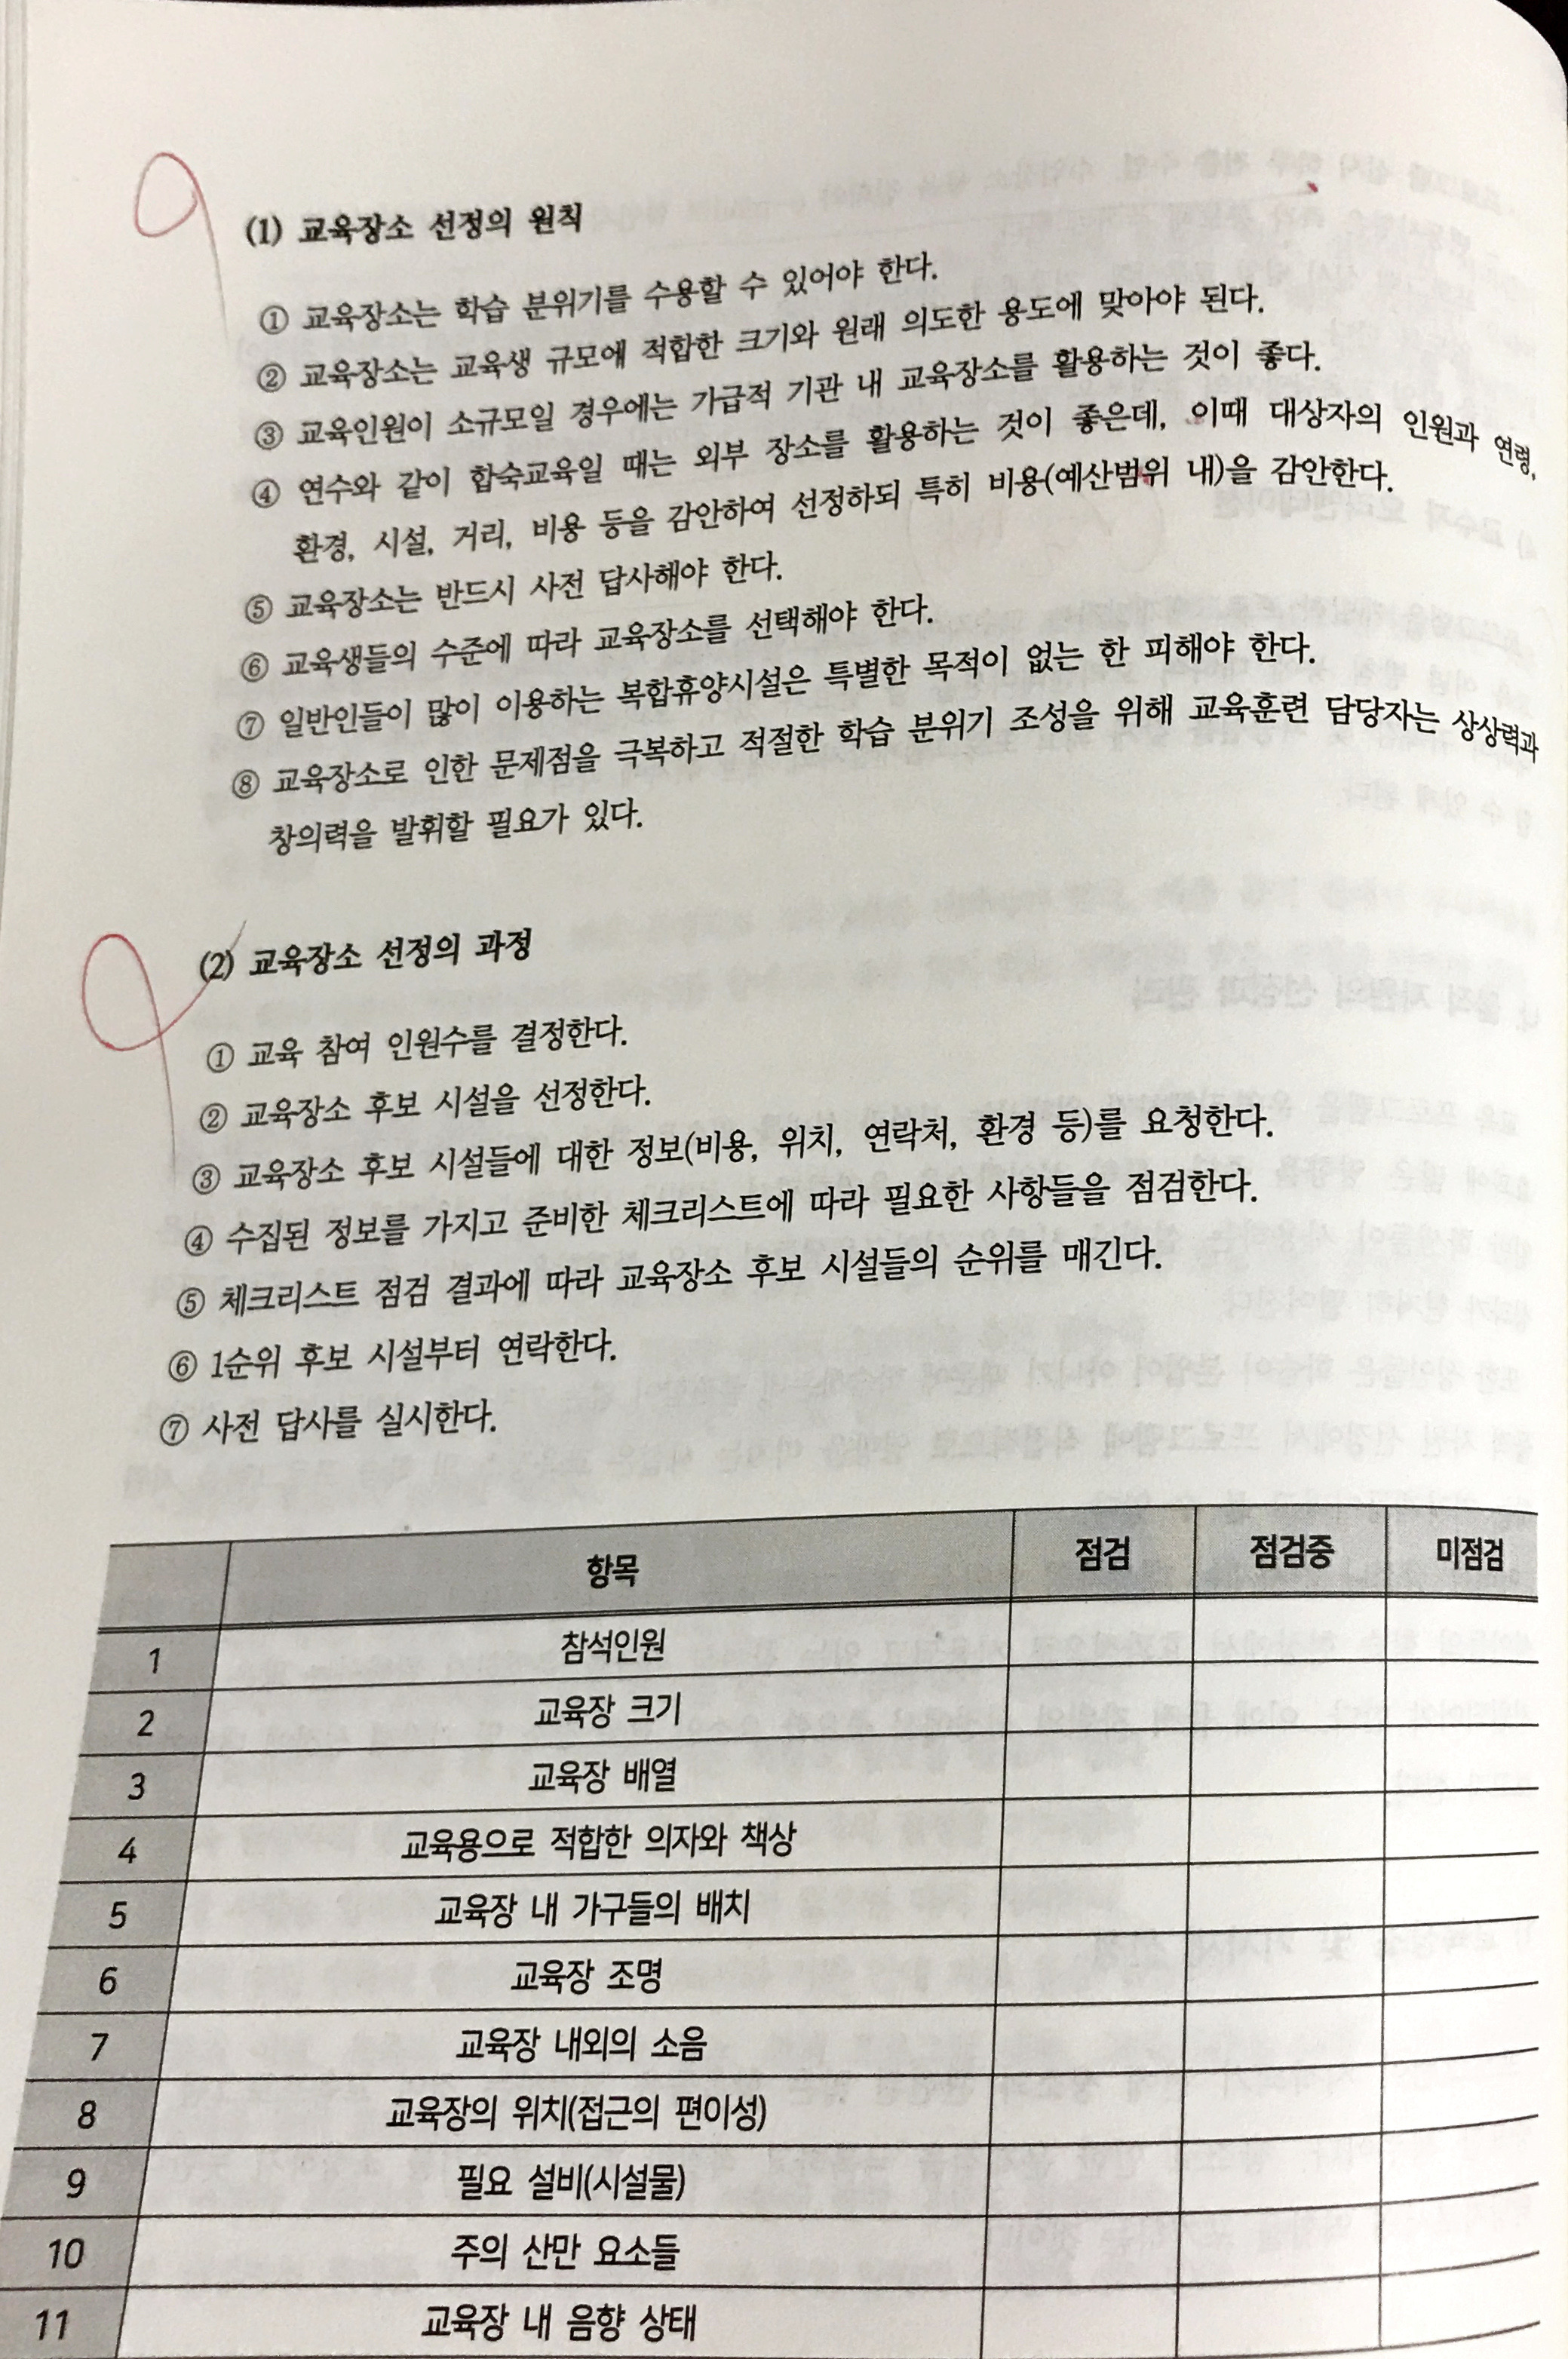 (1) 교육장소 선정의 원칙
① 교육장소는 학습 분위기를 수용할 수 있어야 한다.
② 교육장소는 교육생 규모에 적합한 크기와 원래 의도한 용도에 맞아야 된다.
③ 교육인원이 소규모일 경우에는 가급적 기관 내 교육장소를 활용하는 것이 좋다.
④ 연수와 같이 합숙교육일 때는 외부 장소를 활용하는 것이 좋은데, 이때 대상자의 인원과 연령,
환경, 시설, 거리, 비용 등을 감안하여 선정하되 특히 비용(예산범위 내)을 감안한다.
⑤ 교육장소는 반드시 사전 답사해야 한다.
⑥ 교육생들의 수준에 따라 교육장소를 선택해야 한다.
⑦ 일반인들이 많이 이용하는 복합휴양시설은 특별한 목적이 없는 한 피해야 한다.
⑧ 교육장소로 인한 문제점을 극복하고 적절한 학습 분위기 조성을 위해 교육훈련 담당자는 상상력과
창의력을 발휘할 필요가 있다.
(2) 교육장소 선정의 과정
① 교육 참여 인원수를 결정한다.
② 교육장소 후보 시설을 선정한다.
③ 교육장소 후보 시설들에 대한 정보(비용, 위치, 연락처, 환경 등)를 요청한다.
④ 수집된 정보를 가지고 준비한 체크리스트에 따라 필요한 사항들을 점검한다.
⑤ 체크리스트 점검 결과에 따라 교육장소 후보 시설들의 순위를 매긴다.
⑥ 1순위 후보 시설부터 연락한다.
⑦ 사전 답사를 실시한다.
항목 점검 점검중 미점검
1 참석인원
2 교육장 크기
3 교육장 배열
4 교육용으로 적합한 의자와 책상
5 교육장 내 가구들의 배치
6 교육장 조명
7 교육장 내외의 소음
8 교육장의 위치(접근의 편이성)
9 필요 설비(시설물)
10 주의 산만 요소들
11 교육장 내 음향 상태